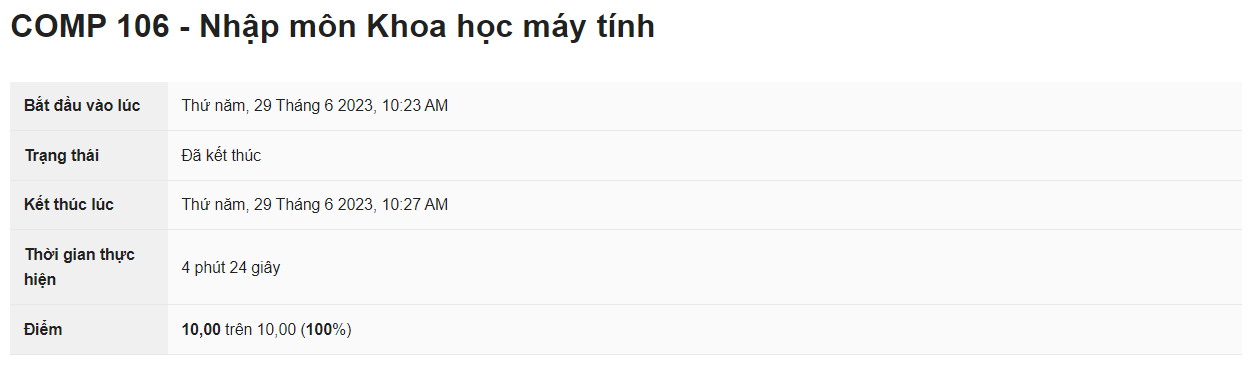 COMP 106 - Nhập môn Khoa học máy tính
Bắt đầu vào lúc
Thứ năm, 29 Tháng 6 2023, 10:23 AM
Trạng thái
Đã kết thúc
Kết thúc lúc
Thứ năm, 29 Tháng 6 2023, 10:27 AM
Thời gian thực
hiện
4 phút 24 giây
Điểm
10,00 trên 10,00 (100%)